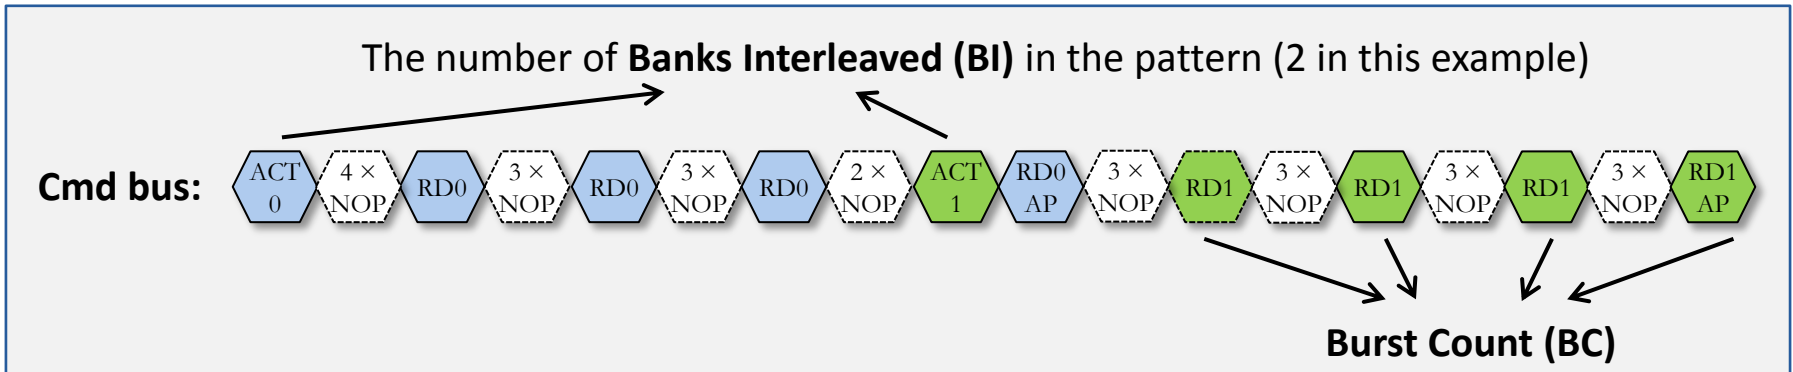 The number of Banks Interleaved (BI) in the pattern (2 in this example)
Cmd bus:
ACT
0
4 ×
NOP
RD0
3 ×
NOP
RD0
3 ×
NOP
RD0
2 ×
NOP
ACT
1
RD0
AP
3 ×
NOP
RD1
3 ×
NOP
RD1
3 ×
NOP
RD1
3 ×
NOP
RD1
AP
Burst Count (BC)